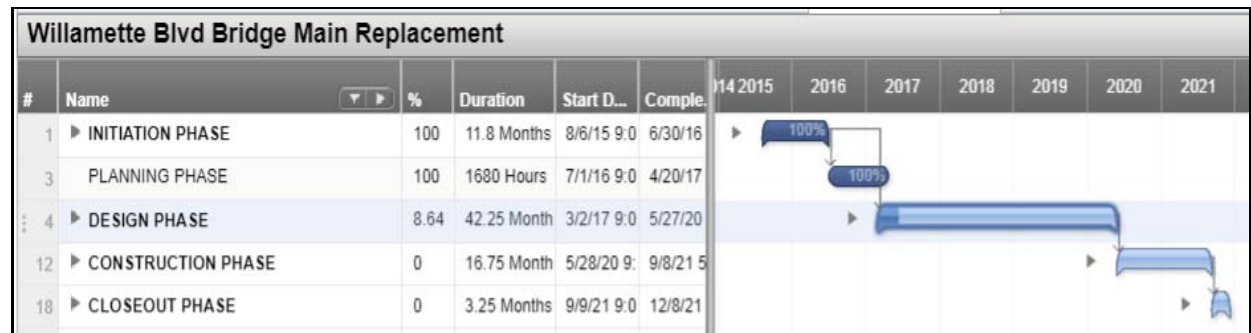 Willamette Blvd Bridge Main Replacement
# Name % Duration Start D... Comple. 014 2015 2016 2017 2018 2019 2020 2021
1 INITIATION PHASE 100 11.8 Months 8/6/15 9:0 6/30/16 100%
3 PLANNING PHASE 100 1680 Hours 7/1/16 9:0 4/20/17 100%
4 DESIGN PHASE 8.64 42.25 Month 3/2/17 9:0 5/27/20
12 CONSTRUCTION PHASE 0 16.75 Month 5/28/20 9: 9/8/21 5
18 CLOSEOUT PHASE 0 3.25 Months 9/9/21 9:0 12/8/21